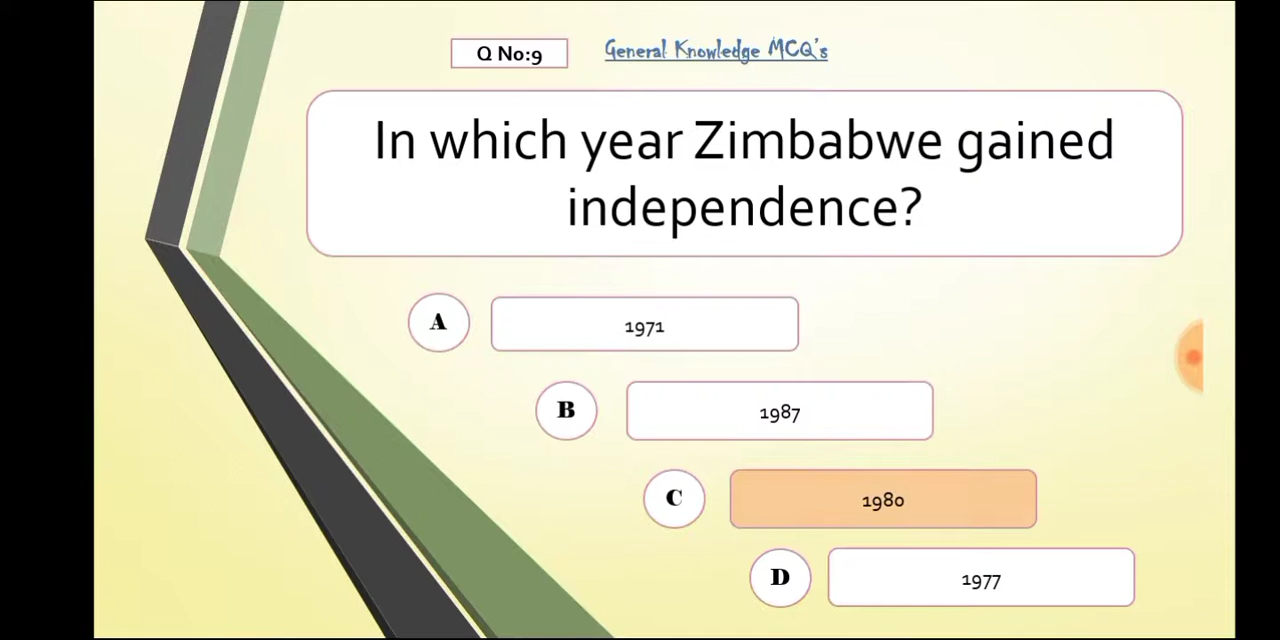 Q No:9
General Knowledge MCQ's
In which year Zimbabwe gained
independence?
A
1971
B
1987
C
1980
D
1977